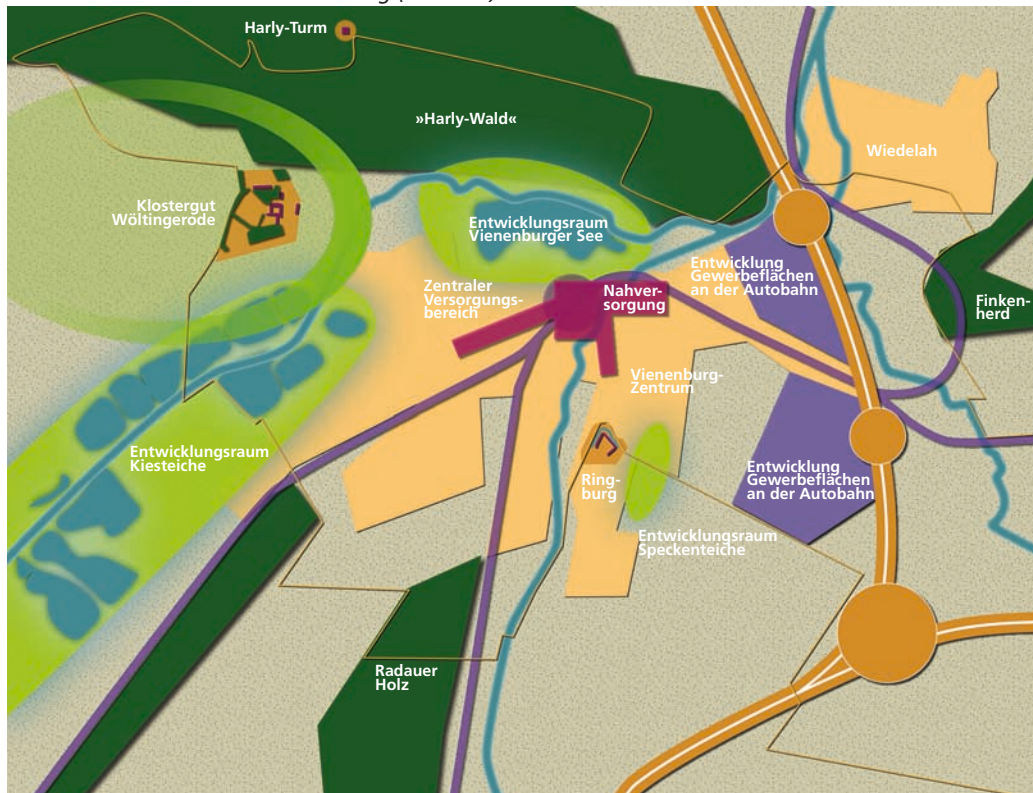 Harly-Turm
»Harly-Wald«
Wiedelah
Klostergut
Wöltingerode
Entwicklungsraum
Vienenburger See
Entwicklung
Gewerbeflächen
an der Autobahn
Zentraler
Versorgungs-
bereich
Nahver-
sorgung
Finken-
herd
Vienenburg-
Zentrum
Entwicklungsraum
Kiesteiche
Ring-
burg
Entwicklung
Gewerbeflächen
an der Autobahn
Entwicklungsraum
Speckenteiche
Radauer
Holz